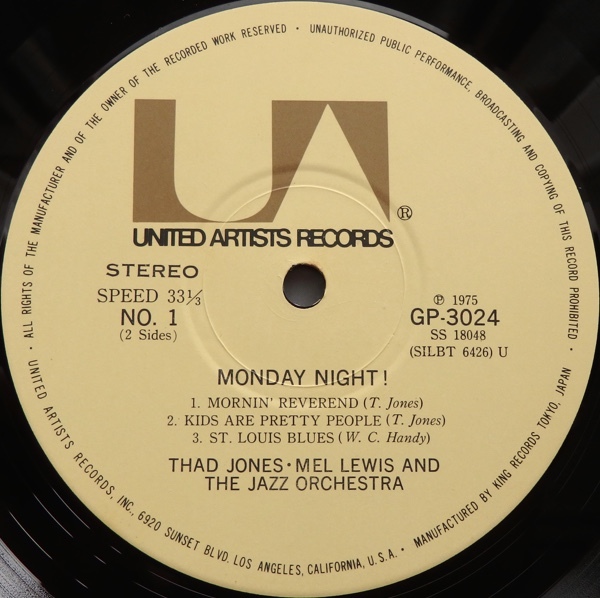 · ALL RIGHTS OF THE MANUFACTURER AND OF THE OWNER OF THE RECORDED WORK RESERVED · UNAUTHORIZED PUBLIC PERFORMANCE, BROADCASTING AND COPYING OF THIS RECORD PROHIBITED ·
UA ®
UNITED ARTISTS RECORDS
STEREO
SPEED 33⅓
NO. 1
(2 Sides)
Ⓟ 1975
GP-3024
SS 18048
(SILBT 6426) U
MONDAY NIGHT!
1. MORNIN' REVEREND (T. Jones)
2. KIDS ARE PRETTY PEOPLE (T. Jones)
3. ST. LOUIS BLUES (W. C. Handy)
THAD JONES·MEL LEWIS AND
THE JAZZ ORCHESTRA
UNITED ARTISTS RECORDS, INC., 6920 SUNSET BLVD. LOS ANGELES, CALIFORNIA, U.S.A. · MANUFACTURED BY KING RECORDS TOKYO, JAPAN